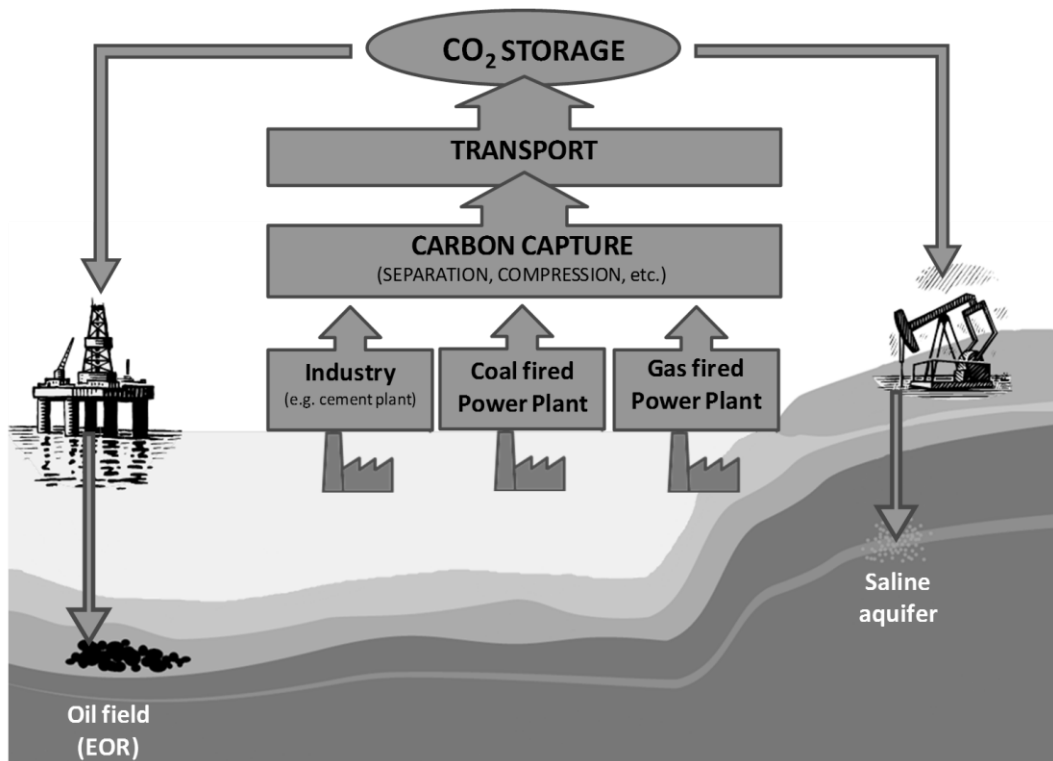 CO₂ STORAGE
TRANSPORT
CARBON CAPTURE
(SEPARATION, COMPRESSION, etc.)
Industry
(e.g. cement plant)
Coal fired
Power Plant
Gas fired
Power Plant
Saline
aquifer
Oil field
(EOR)